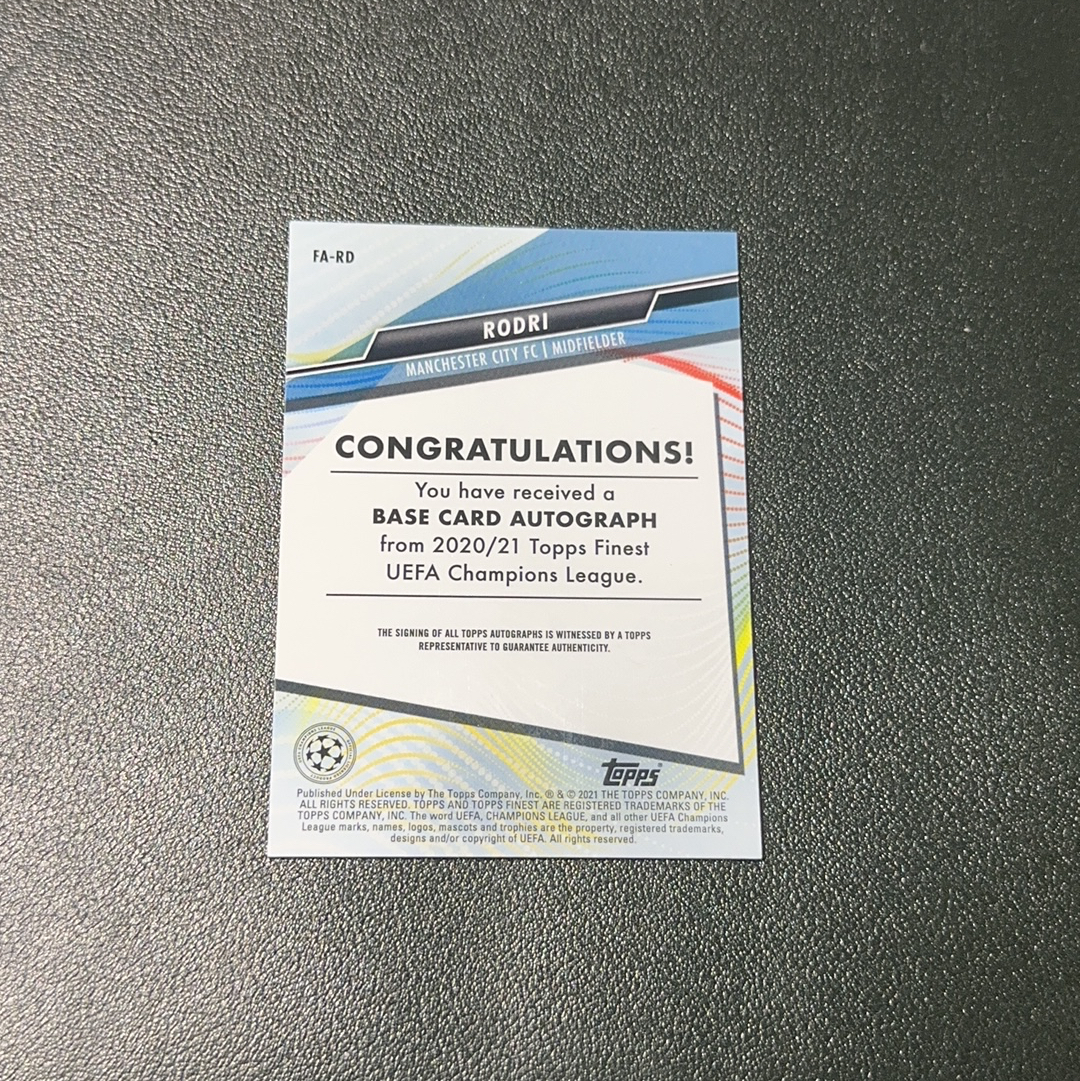 FA-RD
RODRI
MANCHESTER CITY FC | MIDFIELDER
CONGRATULATIONS!
You have received a
BASE CARD AUTOGRAPH
from 2020/21 Topps Finest
UEFA Champions League.
THE SIGNING OF ALL TOPPS AUTOGRAPHS IS WITNESSED BY A TOPPS
REPRESENTATIVE TO GUARANTEE AUTHENTICITY.
topps®
Published Under License by The Topps Company, Inc. ® & © 2021 THE TOPPS COMPANY, INC.
ALL RIGHTS RESERVED. TOPPS AND TOPPS FINEST ARE REGISTERED TRADEMARKS OF THE
TOPPS COMPANY, INC. The word UEFA, CHAMPIONS LEAGUE, and all other UEFA Champions
League marks, names, logos, mascots and trophies are the property, registered trademarks,
designs and/or copyright of UEFA. All rights reserved.